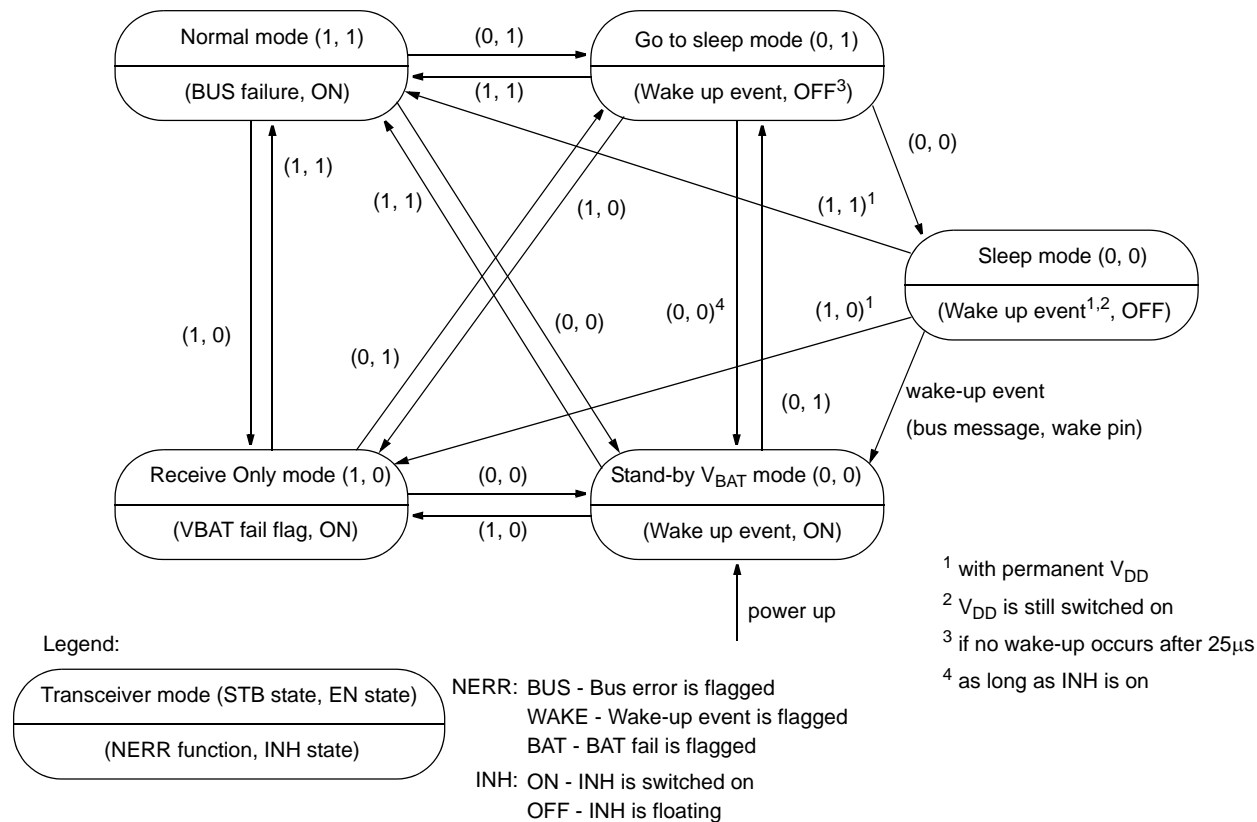 Normal mode (1, 1)
(BUS failure, ON)
(0, 1)
(1, 1)
Go to sleep mode (0, 1)
(Wake up event, OFF³)
(0, 0)
(1, 1)
(1, 1)
(1, 0)
(1, 1)¹
Sleep mode (0, 0)
(Wake up event¹,², OFF)
(1, 0)
(0, 1)
(0, 0)
(0, 0)⁴
(1, 0)¹
(0, 1)
wake-up event
(bus message, wake pin)
Receive Only mode (1, 0)
(VBAT fail flag, ON)
(0, 0)
(1, 0)
Stand-by VBAT mode (0, 0)
(Wake up event, ON)
power up
¹ with permanent VDD
² VDD is still switched on
³ if no wake-up occurs after 25μs
⁴ as long as INH is on
Legend:
Transceiver mode (STB state, EN state)
(NERR function, INH state)
NERR: BUS - Bus error is flagged
WAKE - Wake-up event is flagged
BAT - BAT fail is flagged
INH: ON - INH is switched on
OFF - INH is floating